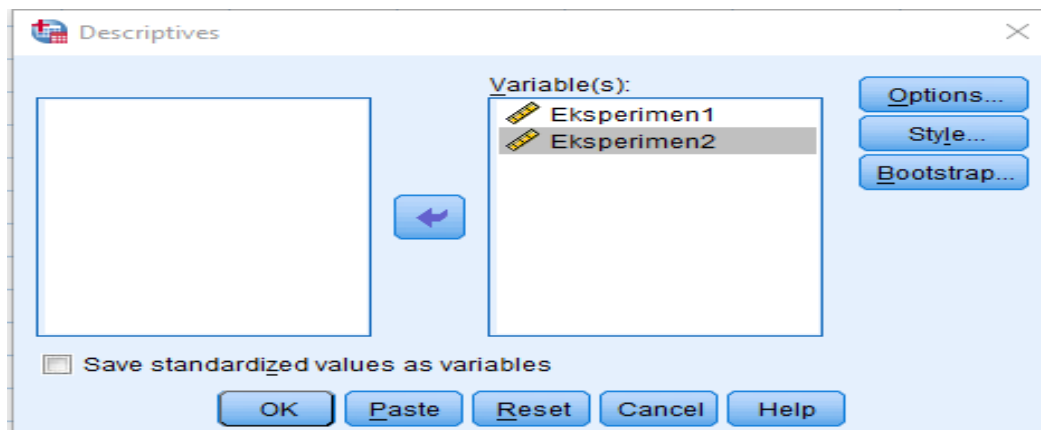 Descriptives
Variable(s):
Eksperimen1
Eksperimen2
Options...
Style...
Bootstrap...
Save standardized values as variables
OK Paste Reset Cancel Help